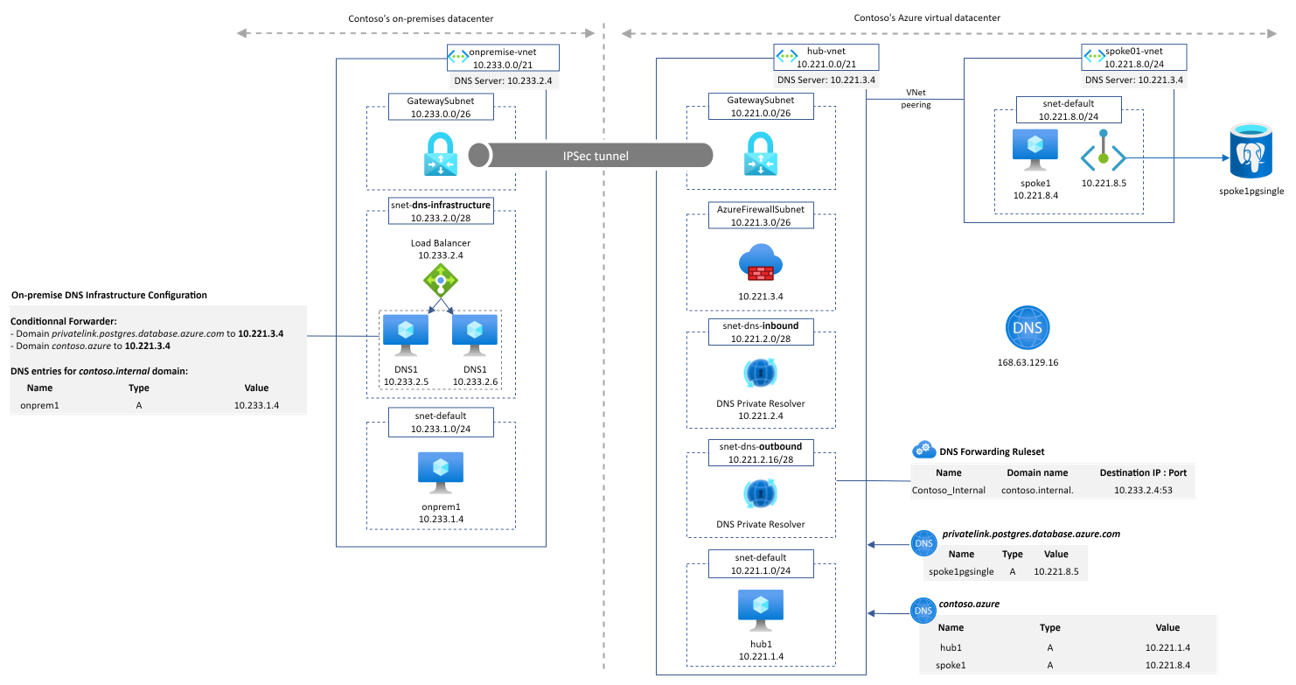 Contoso's on-premises datacenter
Contoso's Azure virtual datacenter
onpremise-vnet
10.233.0.0/21
DNS Server: 10.233.2.4
GatewaySubnet
10.233.0.0/26
IPSec tunnel
snet-dns-infrastructure
10.233.2.0/28
Load Balancer
10.233.2.4
DNS1
10.233.2.5
DNS1
10.233.2.6
snet-default
10.233.1.0/24
onprem1
10.233.1.4
On-premise DNS Infrastructure Configuration
Conditionnal Forwarder:
- Domain privatelink.postgres.database.azure.com to 10.221.3.4
- Domain contoso.azure to 10.221.3.4
DNS entries for contoso.internal domain:
Name Type Value
onprem1 A 10.233.1.4
hub-vnet
10.221.0.0/21
DNS Server: 10.221.3.4
GatewaySubnet
10.221.0.0/26
AzureFirewallSubnet
10.221.3.0/26
10.221.3.4
snet-dns-inbound
10.221.2.0/28
DNS Private Resolver
10.221.2.4
snet-dns-outbound
10.221.2.16/28
DNS Private Resolver
snet-default
10.221.1.0/24
hub1
10.221.1.4
VNet
peering
spoke01-vnet
10.221.8.0/24
DNS Server: 10.221.3.4
snet-default
10.221.8.0/24
spoke1
10.221.8.4
10.221.8.5
spoke1pgsingle
DNS
168.63.129.16
DNS Forwarding Ruleset
Name Domain name Destination IP : Port
Contoso_Internal contoso.internal. 10.233.2.4:53
DNS
privatelink.postgres.database.azure.com
Name Type Value
spoke1pgsingle A 10.221.8.5
DNS
contoso.azure
Name Type Value
hub1 A 10.221.1.4
spoke1 A 10.221.8.4